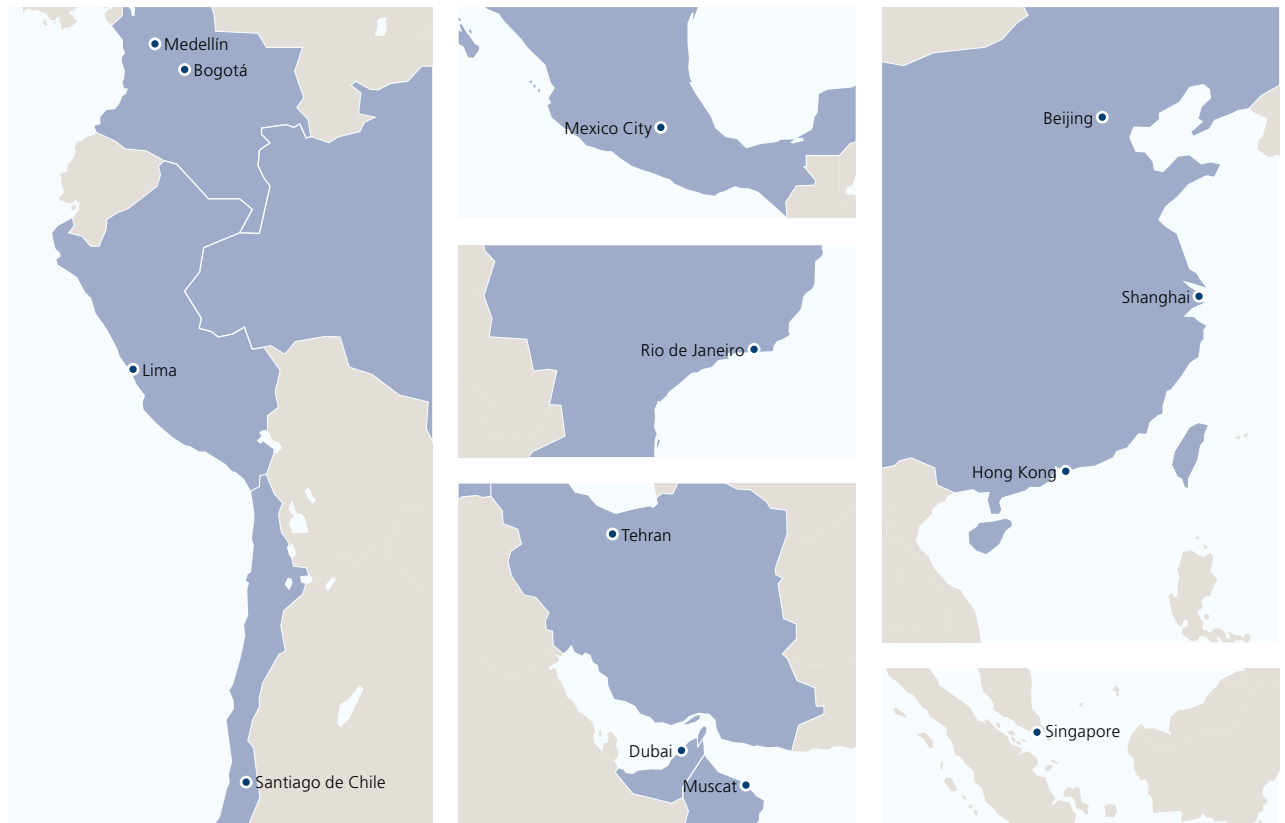 Medellín
Bogotá
Lima
Santiago de Chile
Mexico City
Rio de Janeiro
Tehran
Dubai
Muscat
Beijing
Shanghai
Hong Kong
Singapore